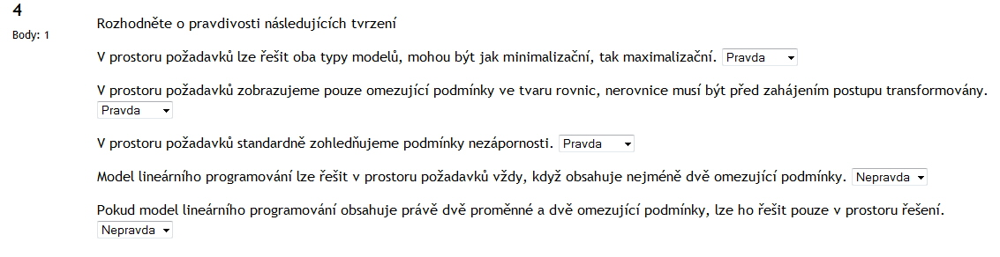 4
Body: 1
Rozhodněte o pravdivosti následujících tvrzení
V prostoru požadavků lze řešit oba typy modelů, mohou být jak minimalizační, tak maximalizační. Pravda
V prostoru požadavků zobrazujeme pouze omezující podmínky ve tvaru rovnic, nerovnice musí být před zahájením postupu transformovány.
Pravda
V prostoru požadavků standardně zohledňujeme podmínky nezápornosti. Pravda
Model lineárního programování lze řešit v prostoru požadavků vždy, když obsahuje nejméně dvě omezující podmínky. Nepravda
Pokud model lineárního programování obsahuje právě dvě proměnné a dvě omezující podmínky, lze ho řešit pouze v prostoru řešení.
Nepravda